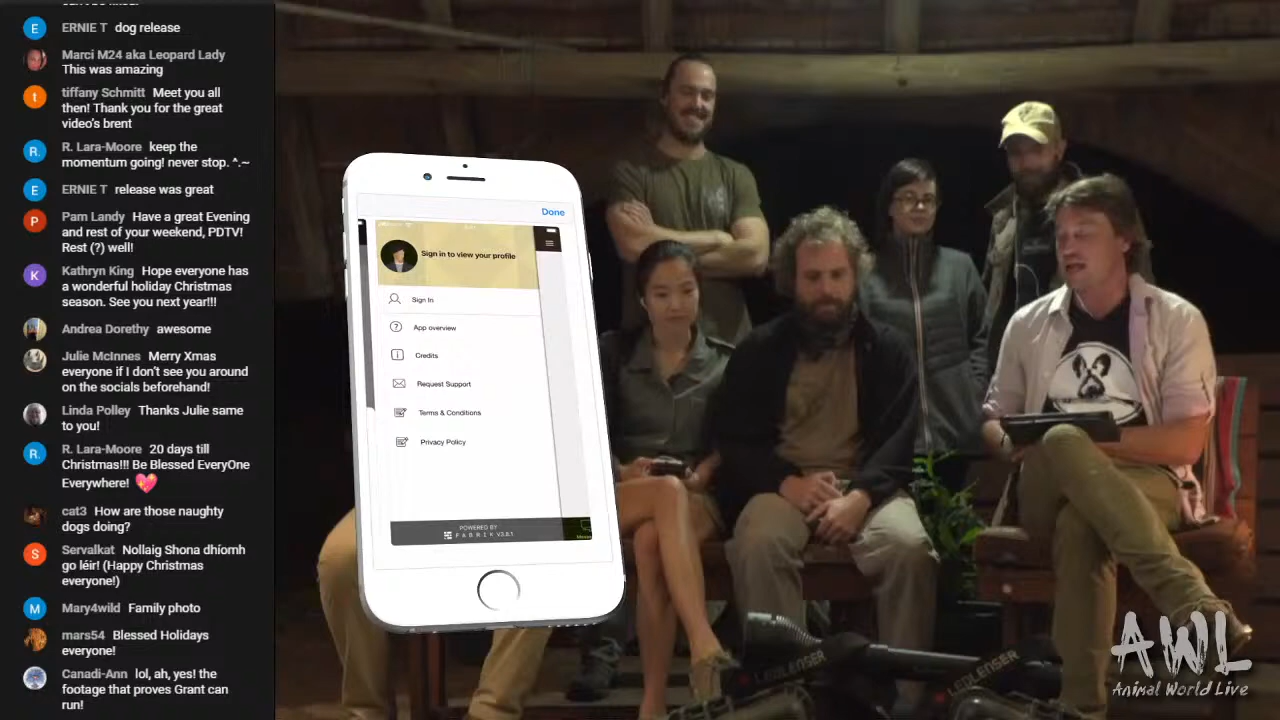 ERNIE T dog release
Marci M24 aka Leopard Lady
This was amazing
tiffany Schmitt Meet you all
then! Thank you for the great
video's brent
R. Lara-Moore keep the
momentum going! never stop. ^.~
ERNIE T release was great
Pam Landy Have a great Evening
and rest of your weekend, PDTV!
Rest (?) well!
Kathryn King Hope everyone has
a wonderful holiday Christmas
season. See you next year!!!
Andrea Dorethy awesome
Julie McInnes Merry Xmas
everyone if I don't see you around
on the socials beforehand!
Linda Polley Thanks Julie same
to you!
R. Lara-Moore 20 days till
Christmas!!! Be Blessed EveryOne
Everywhere! 💖
cat3 How are those naughty
dogs doing?
Servalkat Nollaig Shona dhíornh
go léir! (Happy Christmas
everyone!)
Mary4wild Family photo
mars54 Blessed Holidays
everyone!
Canadi-Ann lol, ah, yes! the
footage that proves Grant can
run!
Done
Sign in to view your profile
Sign In
App overview
Credits
Request Support
Terms & Conditions
Privacy Policy
POWERED BY
FABRIK V3.8.1
LEDLENSER
LEDLENSER
AWL
Animal World Live